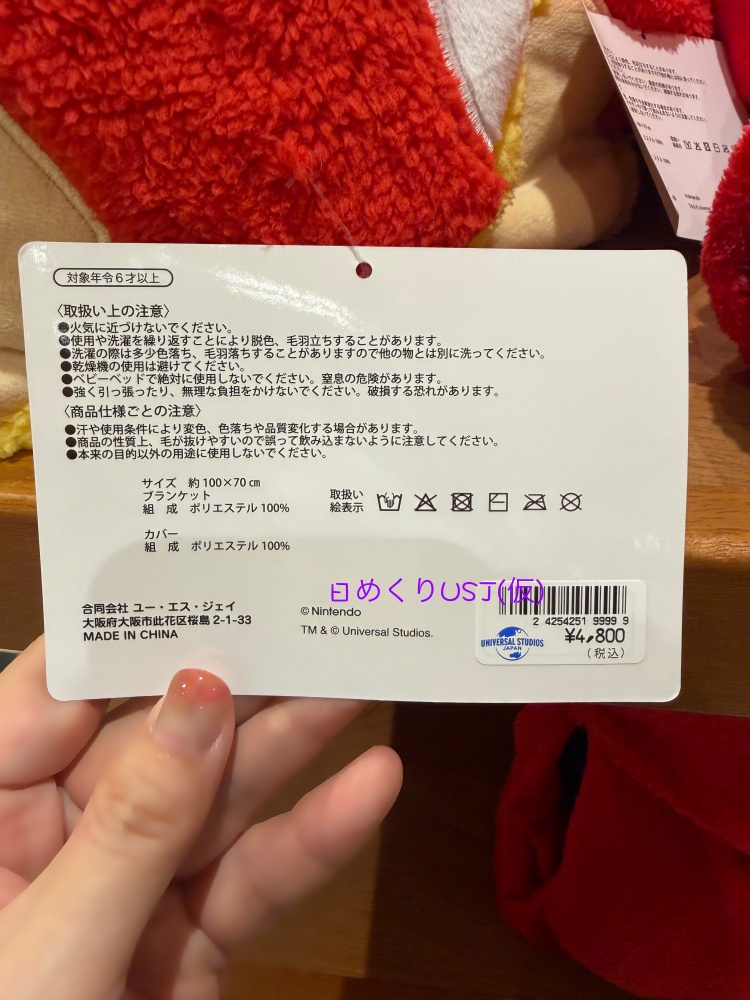 対象年令6才以上
〈取扱い上の注意〉
●火気に近づけないでください。
●使用や洗濯を繰り返すことにより脱色、毛羽立ちすることがあります。
●洗濯の際は多少色落ち、毛羽落ちすることがありますので他の物とは別に洗ってください。
●乾燥機の使用は避けてください。
●ベビーベッドで絶対に使用しないでください。窒息の危険があります。
●強く引っ張ったり、無理な負担をかけないでください。破損する恐れがあります。
〈商品仕様ごとの注意〉
●汗や使用条件により変色、色落ちや品質変化する場合があります。
●商品の性質上、毛が抜けやすいので誤って飲み込まないように注意してください。
●本来の目的以外の用途に使用しないでください。
サイズ 約100×70㎝
ブランケット
組 成 ポリエステル100%
取扱い
絵表示
カバー
組 成 ポリエステル100%
日めくりUSJ(仮)
合同会社 ユー・エス・ジェイ
大阪府大阪市此花区桜島 2-1-33
MADE IN CHINA
© Nintendo
TM & © Universal Studios.
2 4254251 9999 9
UNIVERSAL STUDIOS
JAPAN
¥4,800
(税込)